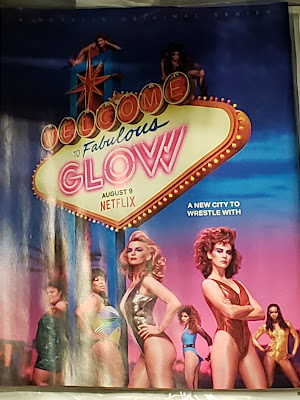 A NETFLIX ORIGINAL SERIES
WELCOME
TO Fabulous
GLOW
AUGUST 9
NETFLIX
A NEW CITY TO
WRESTLE WITH